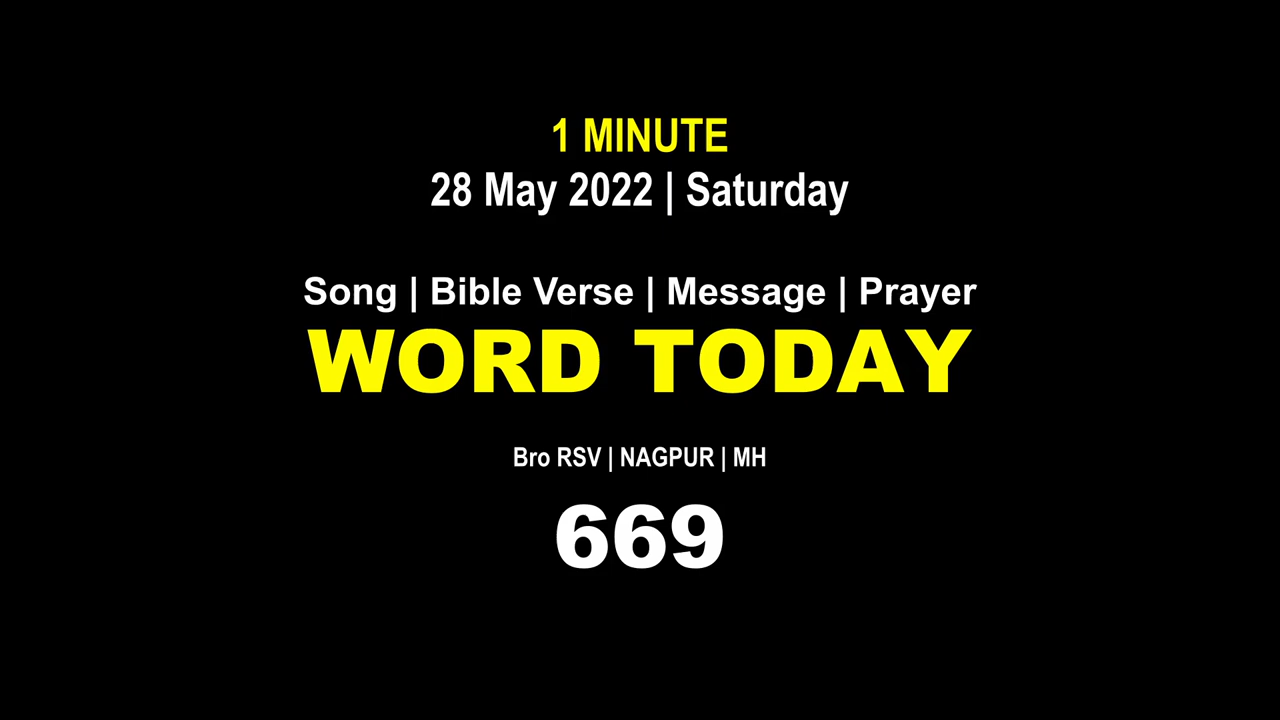 1 MINUTE
28 May 2022 | Saturday
Song | Bible Verse | Message | Prayer
WORD TODAY
Bro RSV | NAGPUR | MH
669